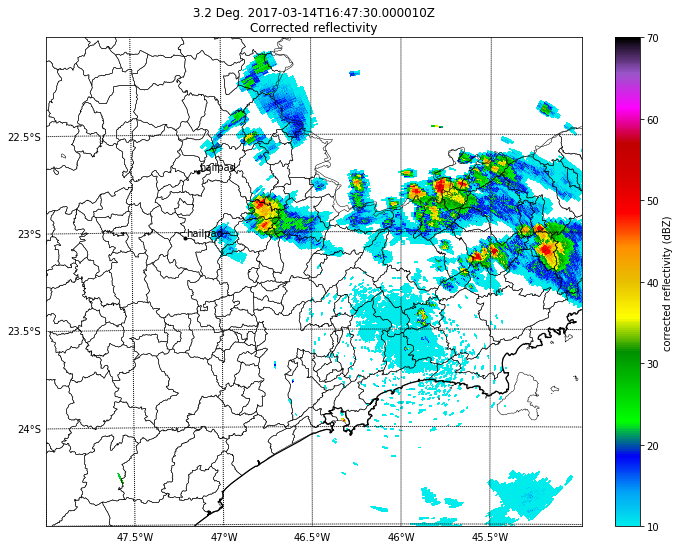 3.2 Deg. 2017-03-14T16:47:30.000010Z
Corrected reflectivity
70
60
50
40
30
20
10
corrected reflectivity (dBZ)
22.5°S
23°S
23.5°S
24°S
hailpad
hailpad
47.5°W
47°W
46.5°W
46°W
45.5°W